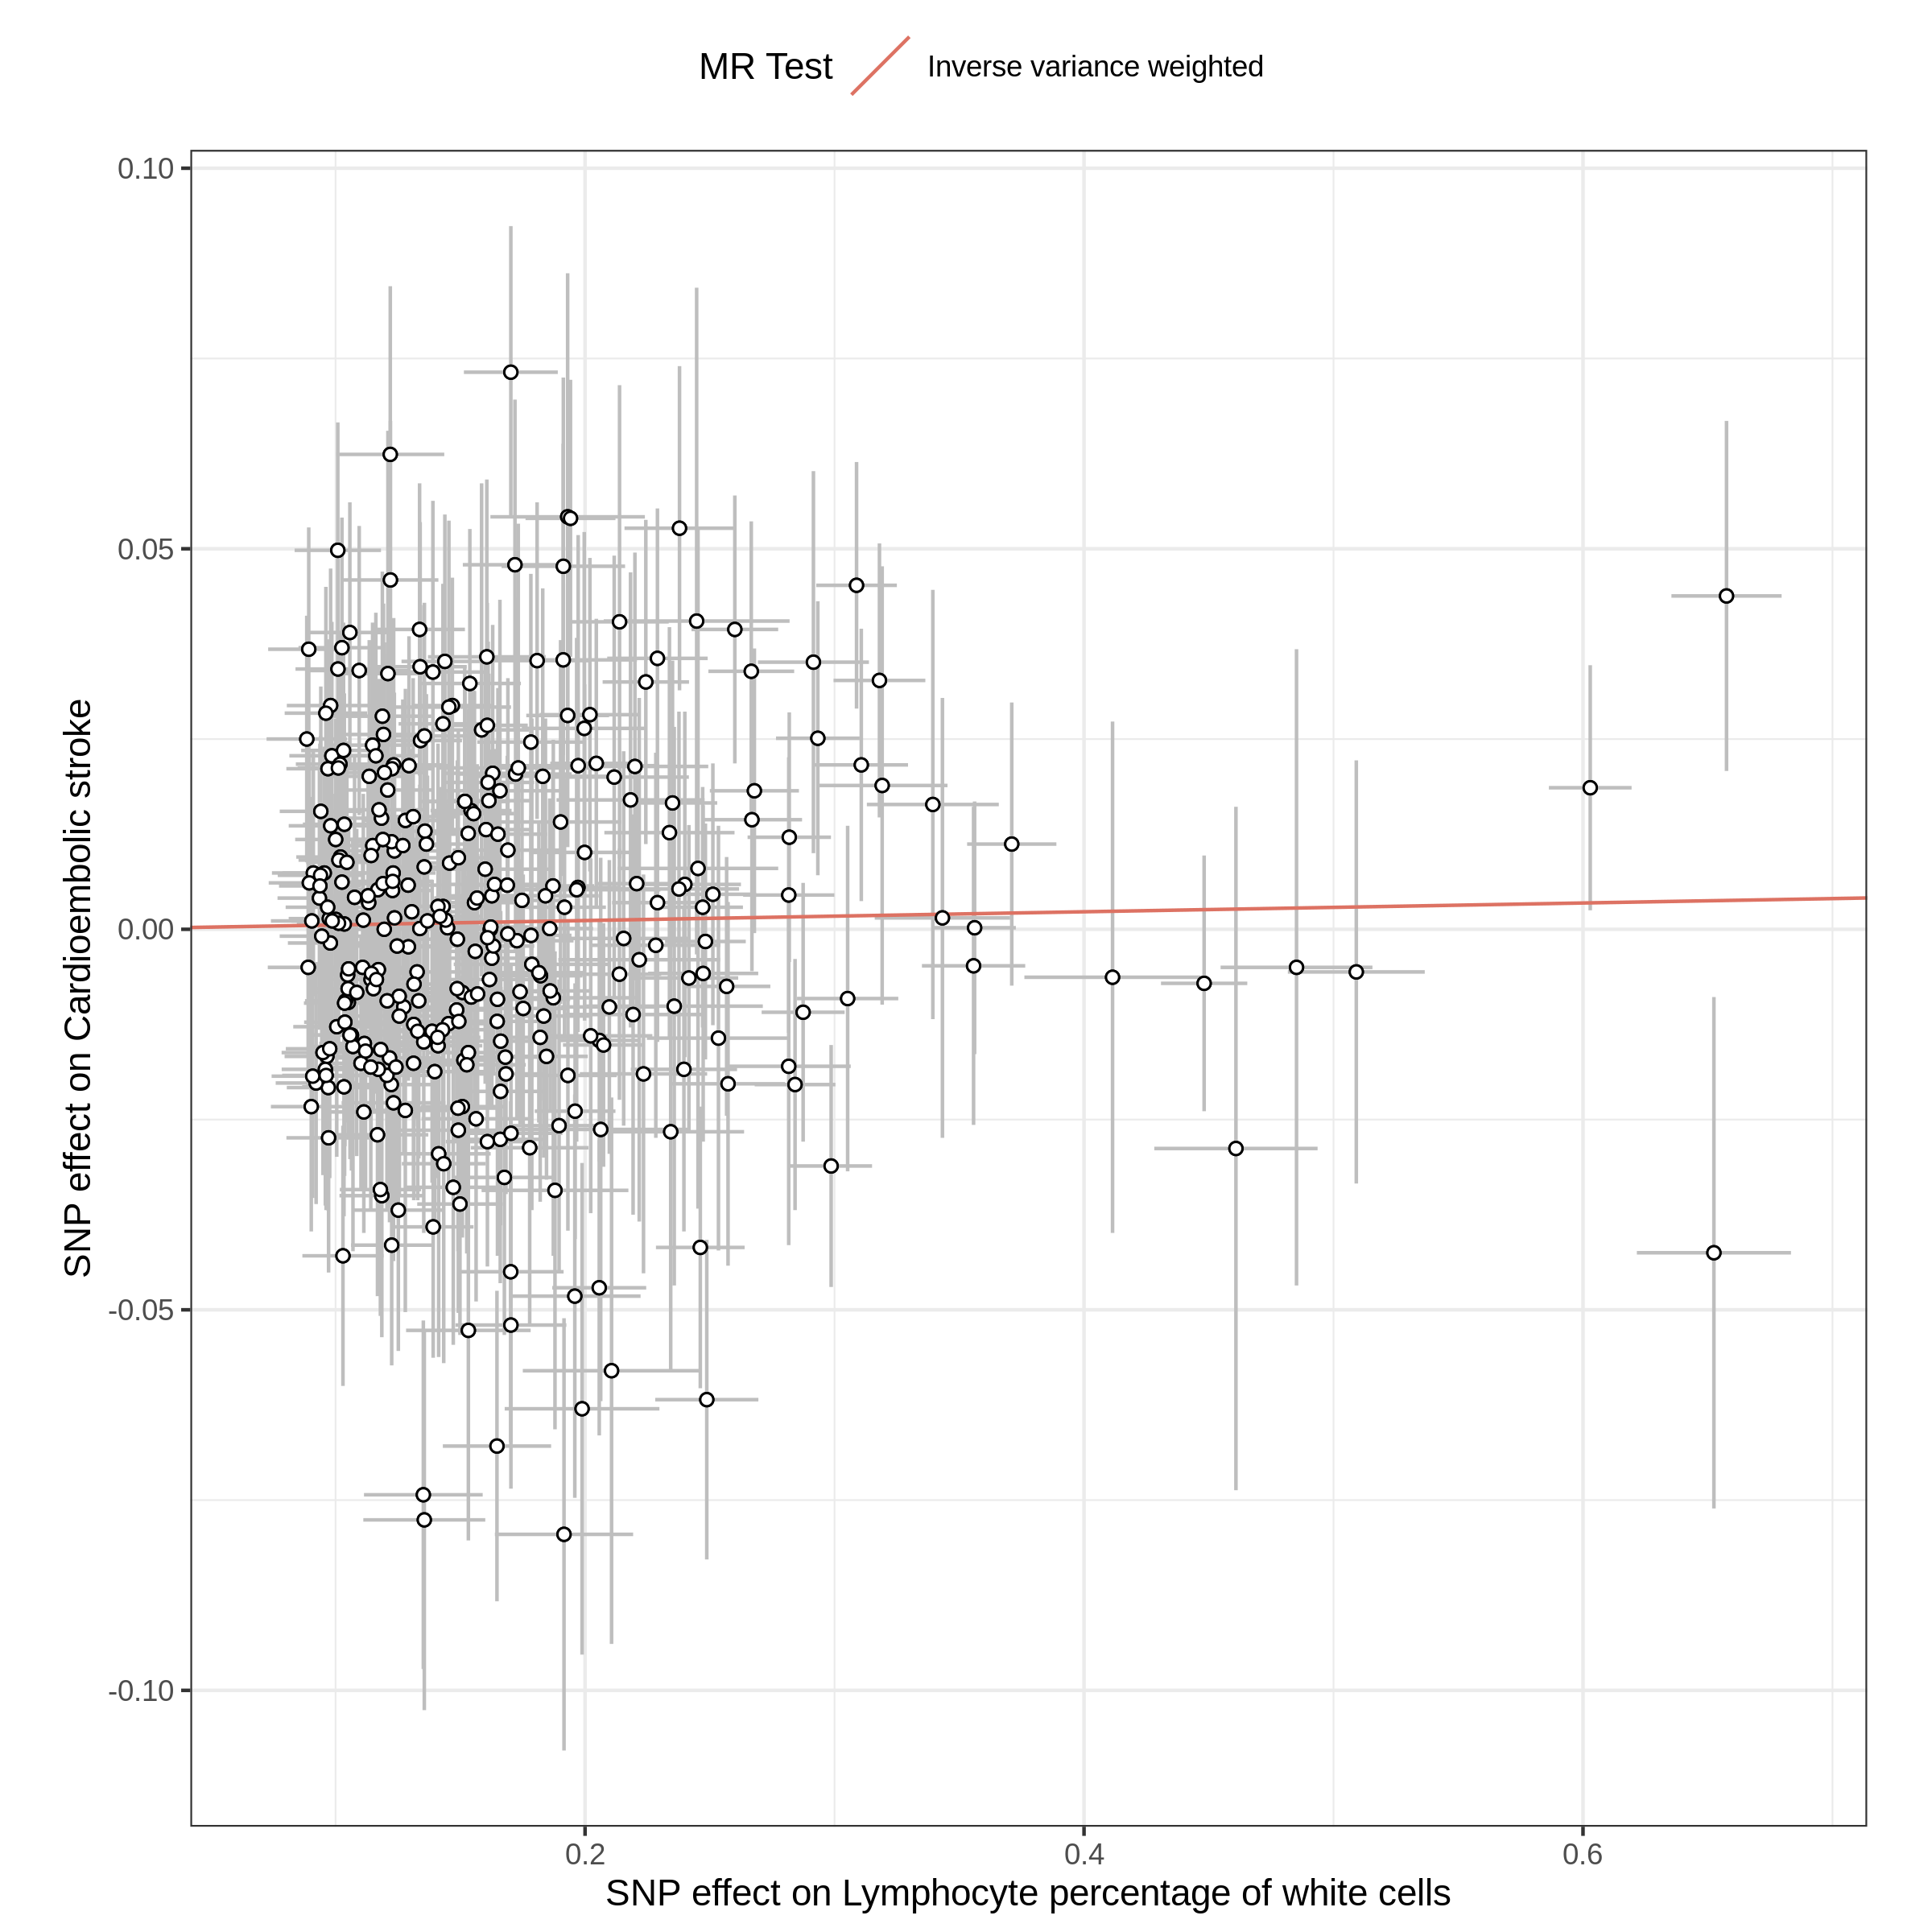 MR Test Inverse variance weighted
0.10
0.05
0.00
-0.05
-0.10
SNP effect on Cardioembolic stroke
0.2 0.4 0.6
SNP effect on Lymphocyte percentage of white cells